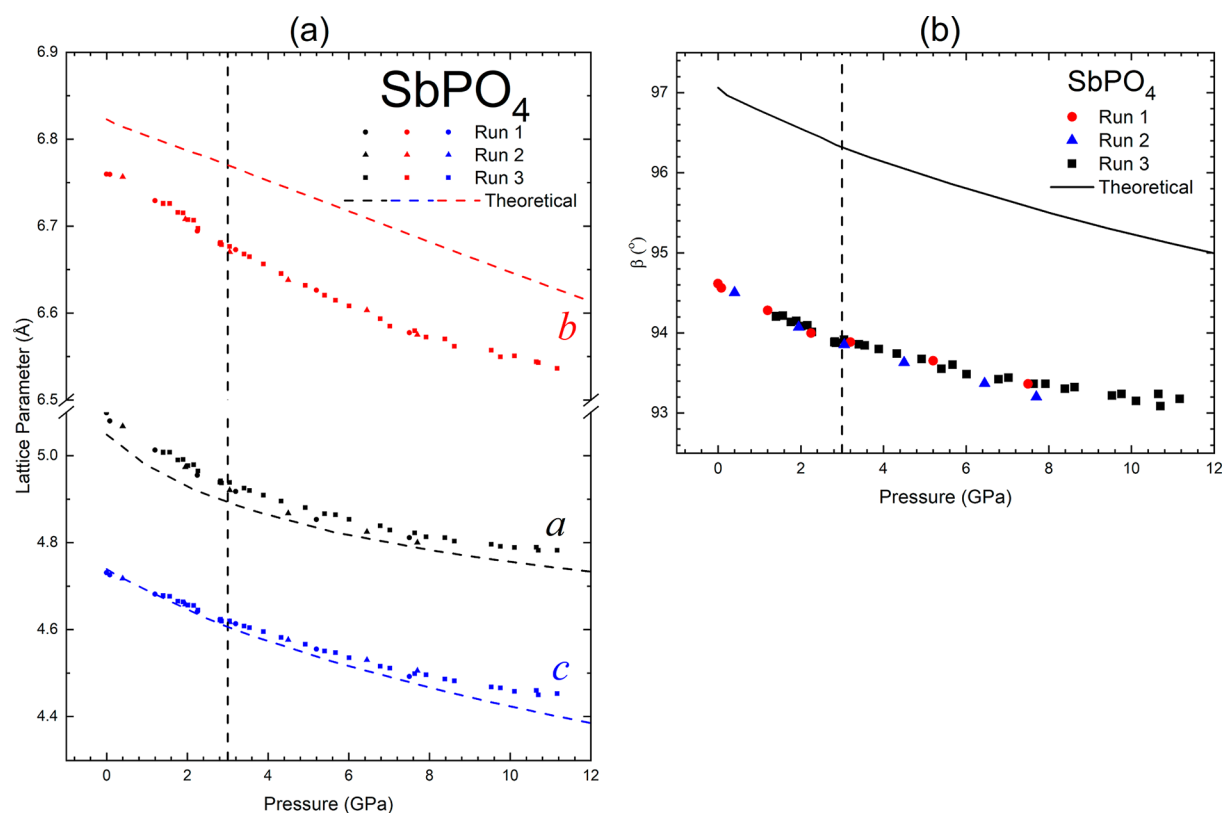 (a)
SbPO4
Run 1
Run 2
Run 3
Theoretical
b
a
c
6.9
6.8
6.7
6.6
6.5
5.0
4.8
4.6
4.4
Lattice Parameter (Å)
0 2 4 6 8 10 12
Pressure (GPa)
(b)
SbPO4
Run 1
Run 2
Run 3
Theoretical
97
96
95
94
93
β (°)
0 2 4 6 8 10 12
Pressure (GPa)